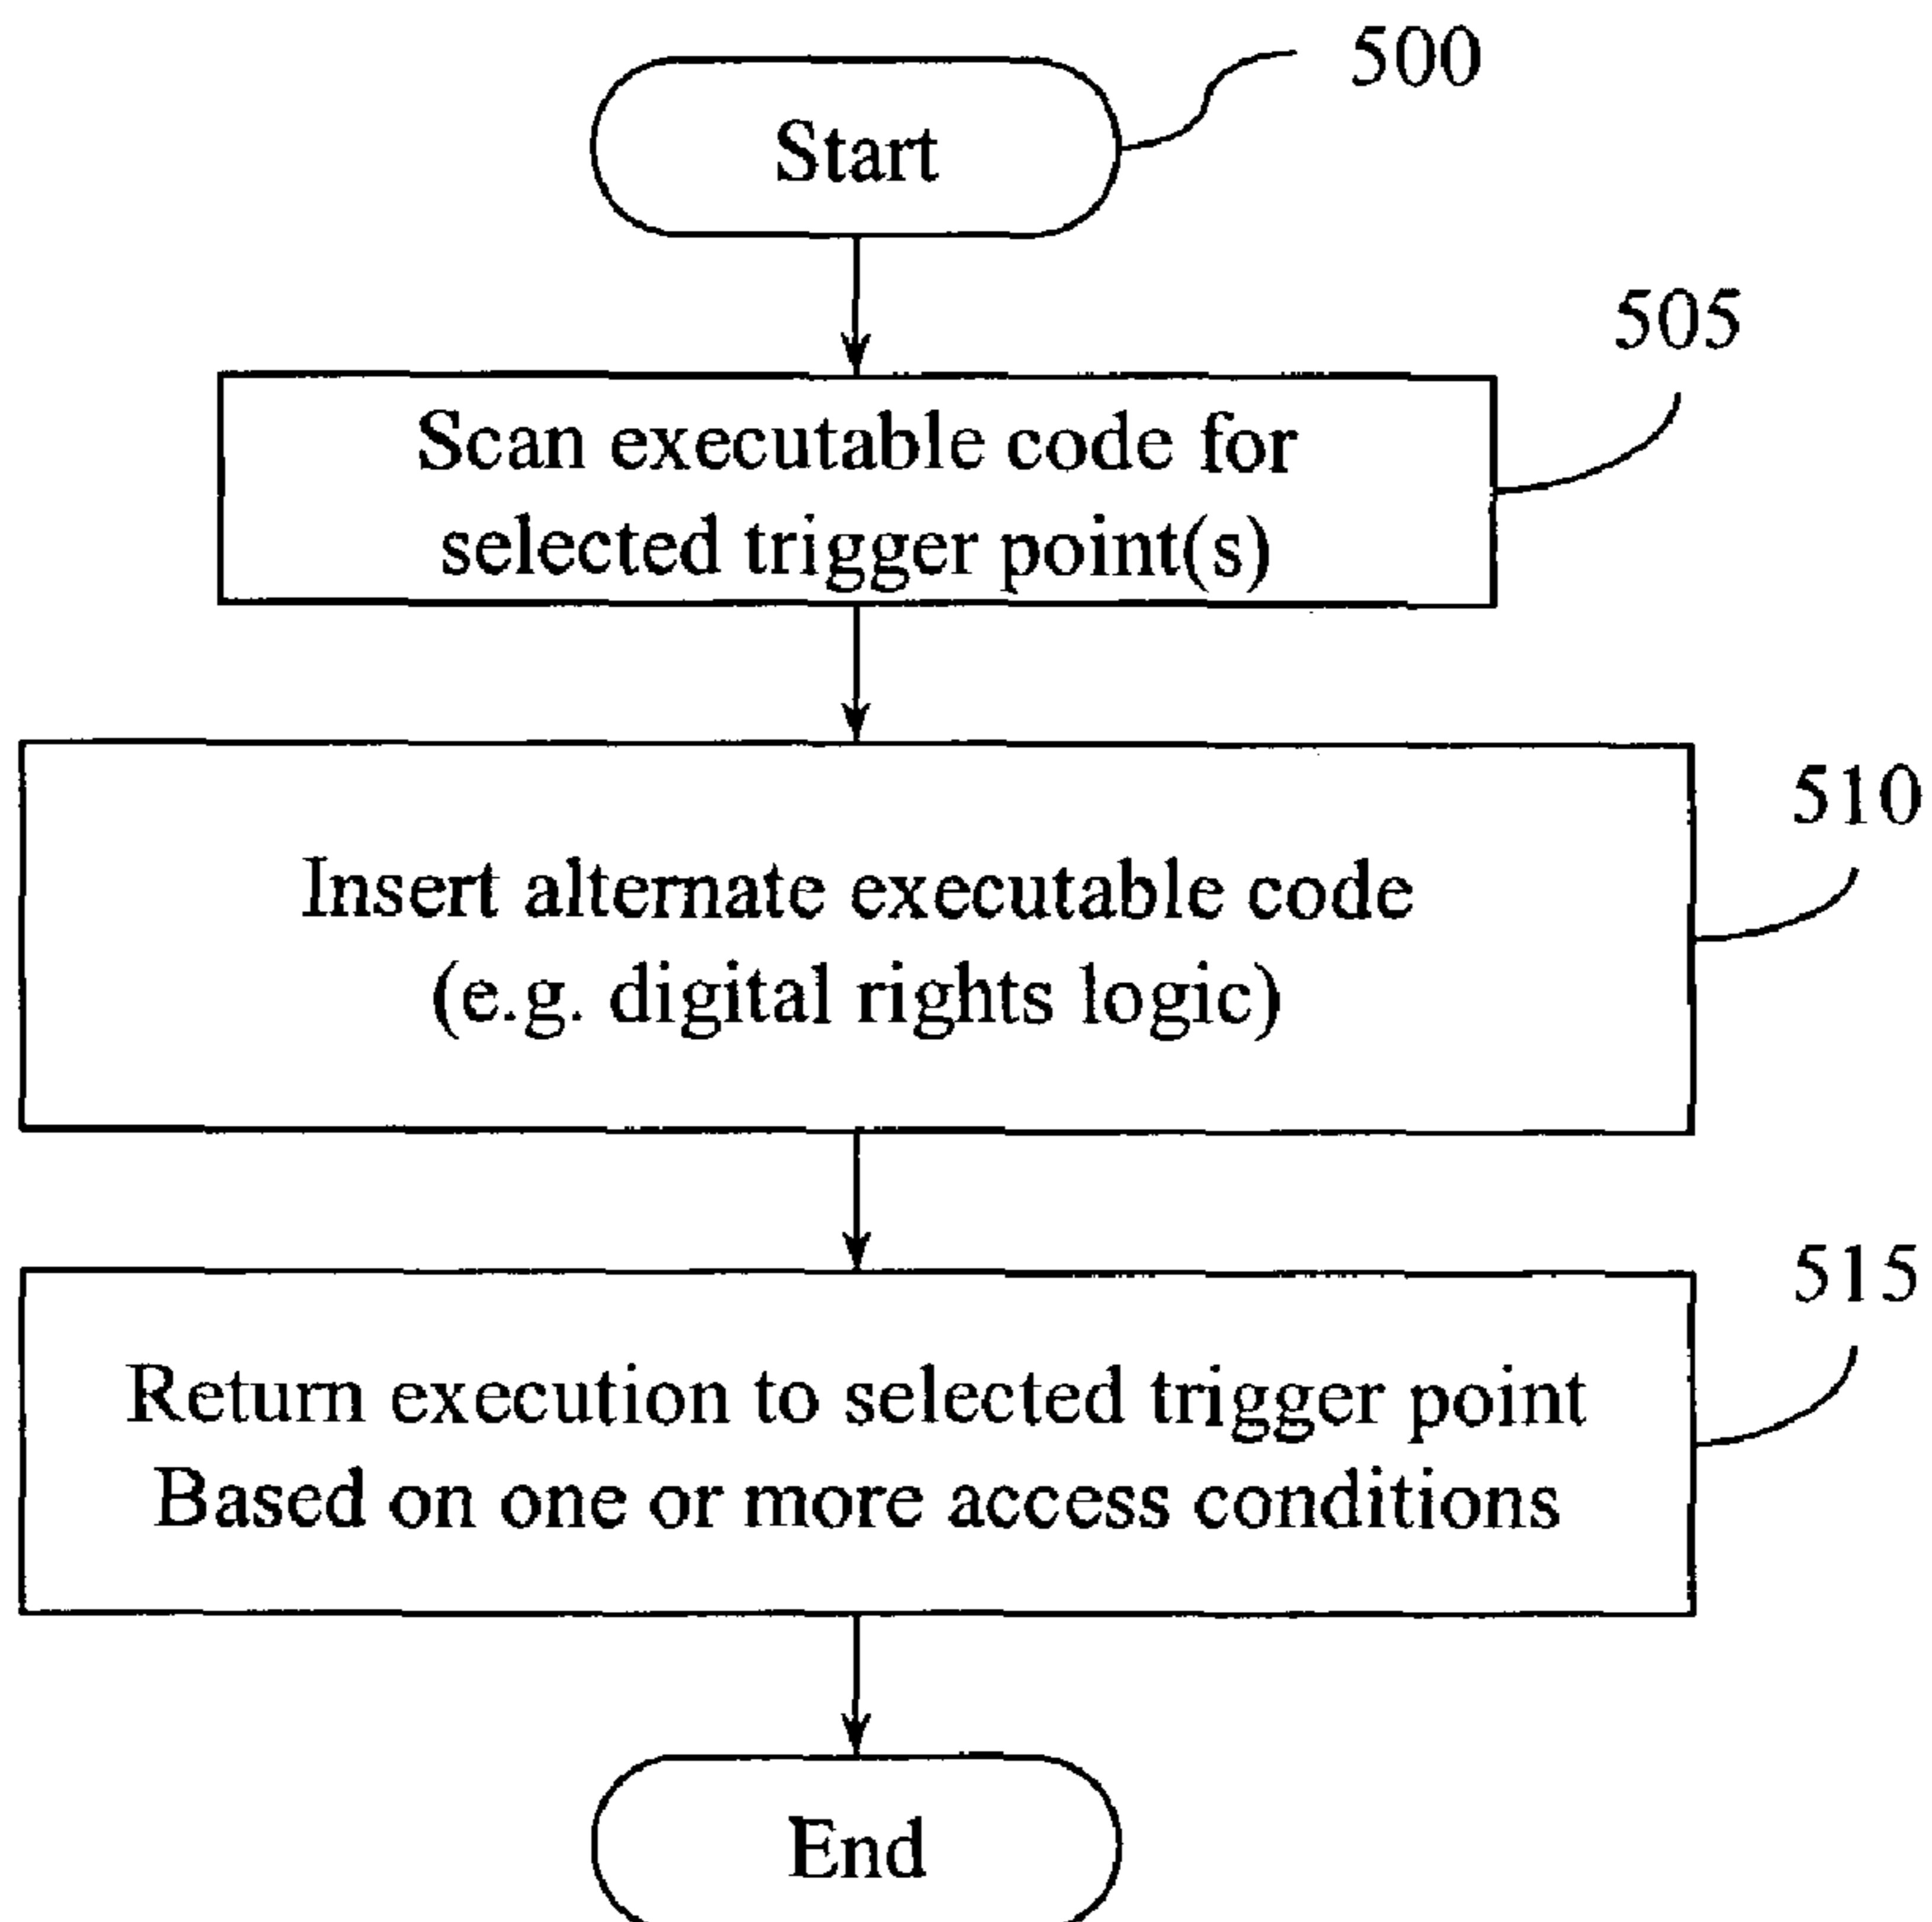 500
Start
505
Scan executable code for
selected trigger point(s)
510
Insert alternate executable code
(e.g. digital rights logic)
515
Return execution to selected trigger point
Based on one or more access conditions
End